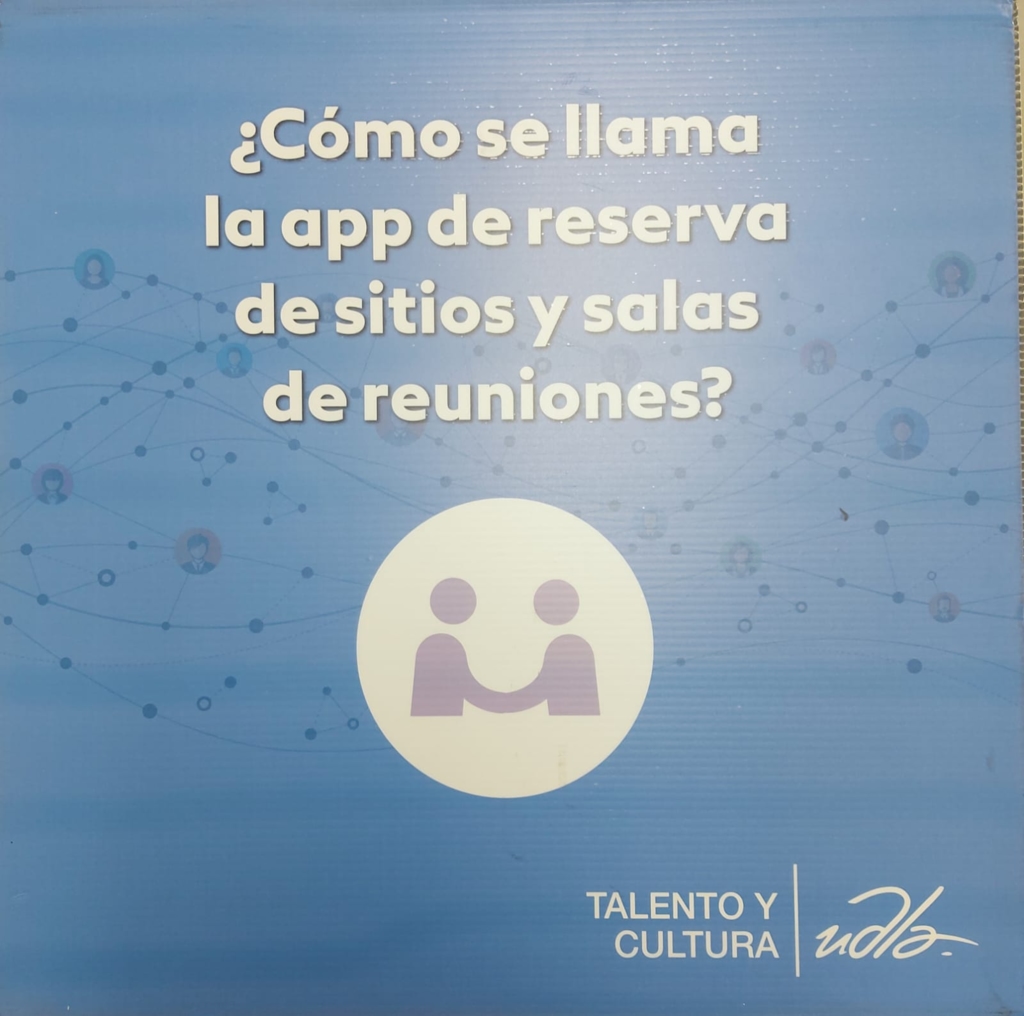 ¿Cómo se llama
la app de reserva
de sitios y salas
de reuniones?
TALENTO Y
CULTURA
udla.